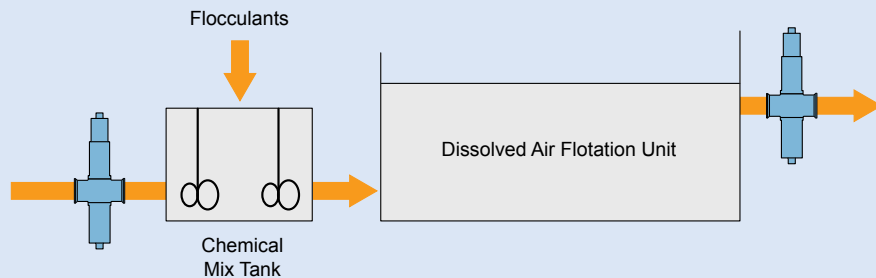 Flocculants
Dissolved Air Flotation Unit
Chemical
Mix Tank